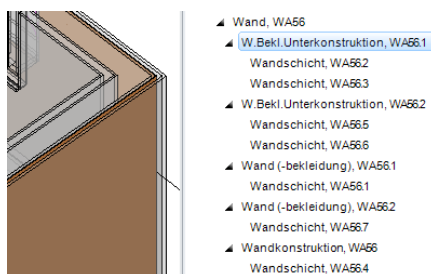 Wand, WA56
W.Bekl.Unterkonstruktion, WA56.1
Wandschicht, WA56.2
Wandschicht, WA56.3
W.Bekl.Unterkonstruktion, WA56.2
Wandschicht, WA56.5
Wandschicht, WA56.6
Wand (-bekleidung), WA56.1
Wandschicht, WA56.1
Wand (-bekleidung), WA56.2
Wandschicht, WA56.7
Wandkonstruktion, WA56
Wandschicht, WA56.4